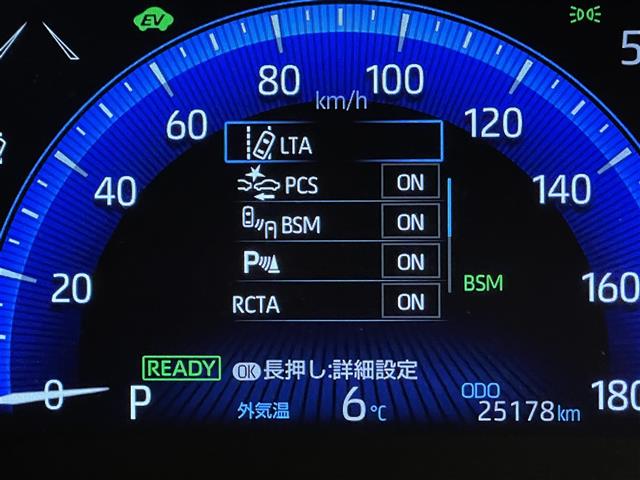 EV
5
80
100
km/h
60
120
LTA
40
PCS ON
140
BSM ON
P ON
20
BSM
160
RCTA ON
READY
OK 長押し:詳細設定
0
P
外気温 6℃
ODO
25178km
180